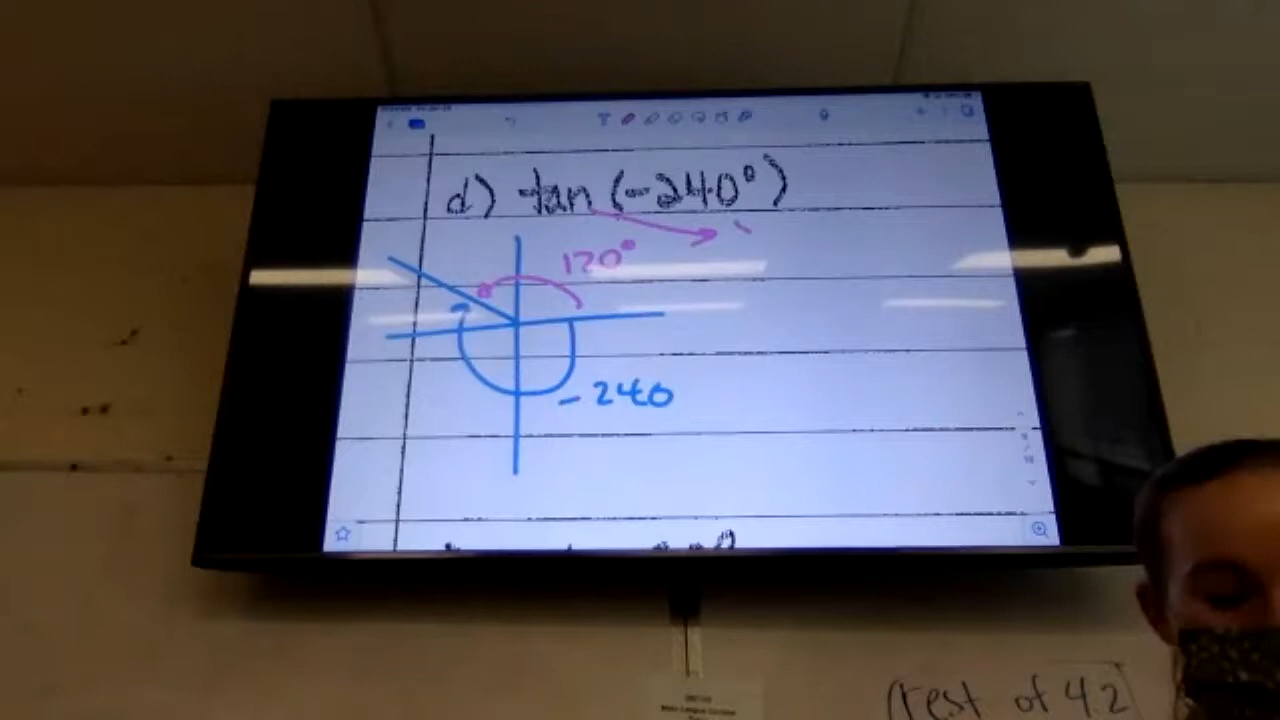 d) tan (-240°)
120°
-240
(rest of 4.2)